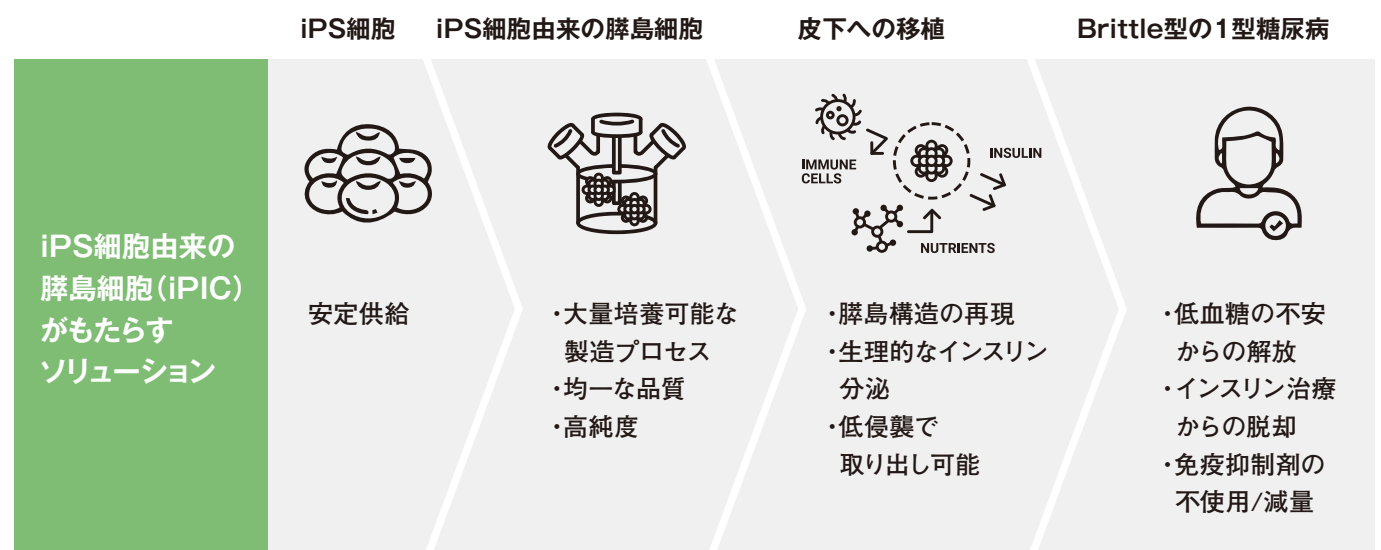 iPS細胞
iPS細胞由来の膵島細胞
皮下への移植
Brittle型の1型糖尿病
iPS細胞由来の
膵島細胞(iPIC)
がもたらす
ソリューション
安定供給
・大量培養可能な
製造プロセス
・均一な品質
・高純度
IMMUNE
CELLS
INSULIN
NUTRIENTS
・膵島構造の再現
・生理的なインスリン
分泌
・低侵襲で
取り出し可能
・低血糖の不安
からの解放
・インスリン治療
からの脱却
・免疫抑制剤の
不使用/減量